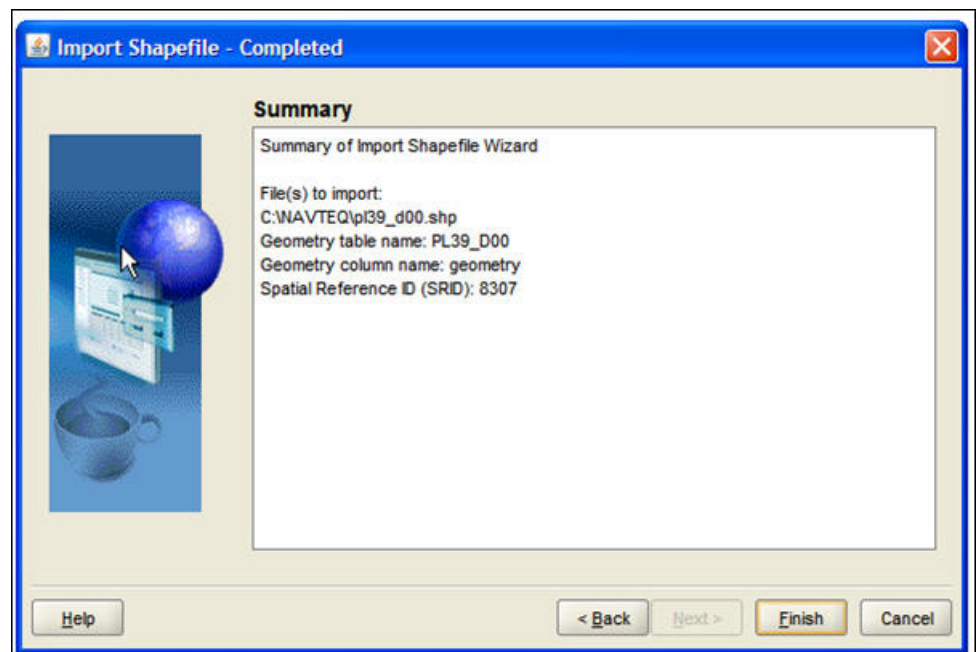 Import Shapefile - Completed
Summary
Summary of Import Shapefile Wizard
File(s) to import:
C:\NAVTEQ\pl39_d00.shp
Geometry table name: PL39_D00
Geometry column name: geometry
Spatial Reference ID (SRID): 8307
Help
< Back
Next >
Finish
Cancel